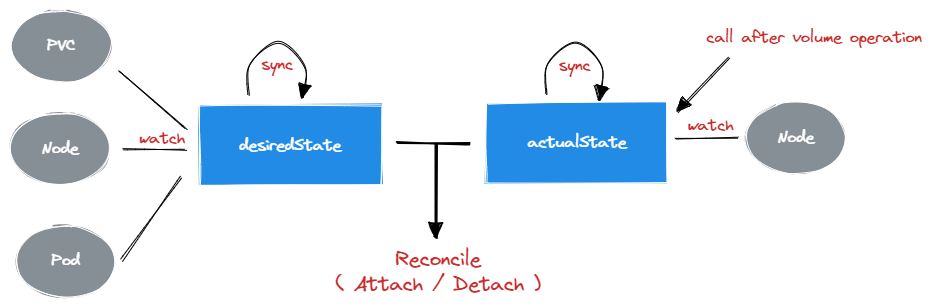 PVC
Node
Pod
watch
sync
desiredState
sync
actualState
call after volume operation
watch
Node
Reconcile
( Attach / Detach )